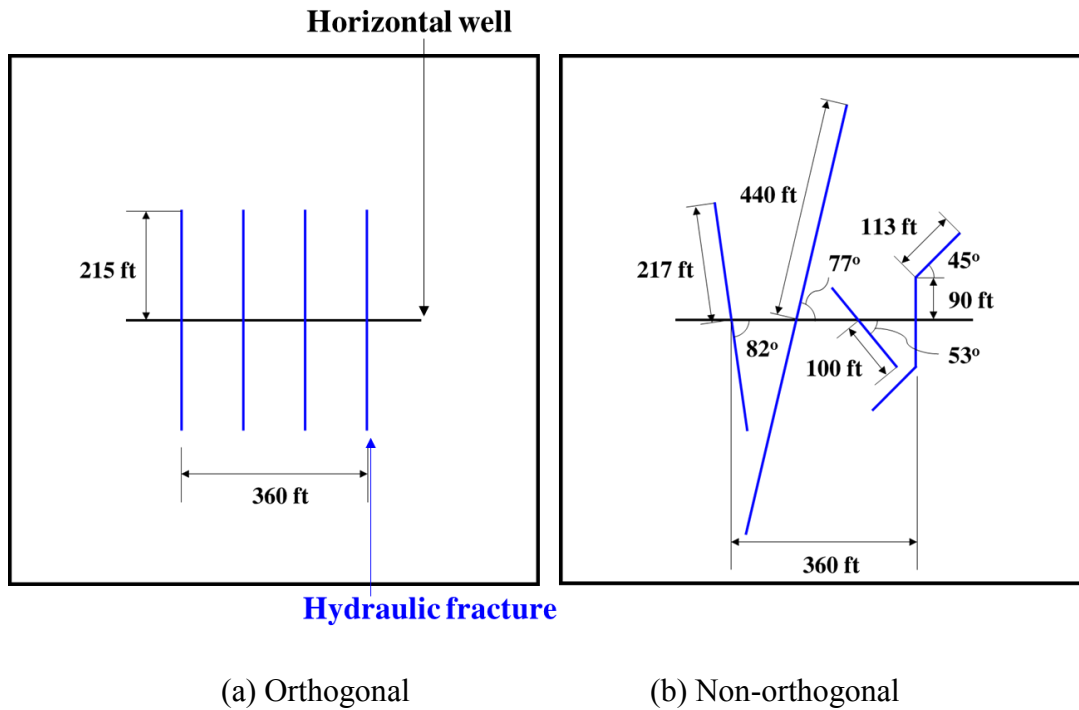 Horizontal well
215 ft
360 ft
Hydraulic fracture
(a) Orthogonal
440 ft
217 ft
77°
82°
100 ft
113 ft
45°
90 ft
53°
360 ft
(b) Non-orthogonal